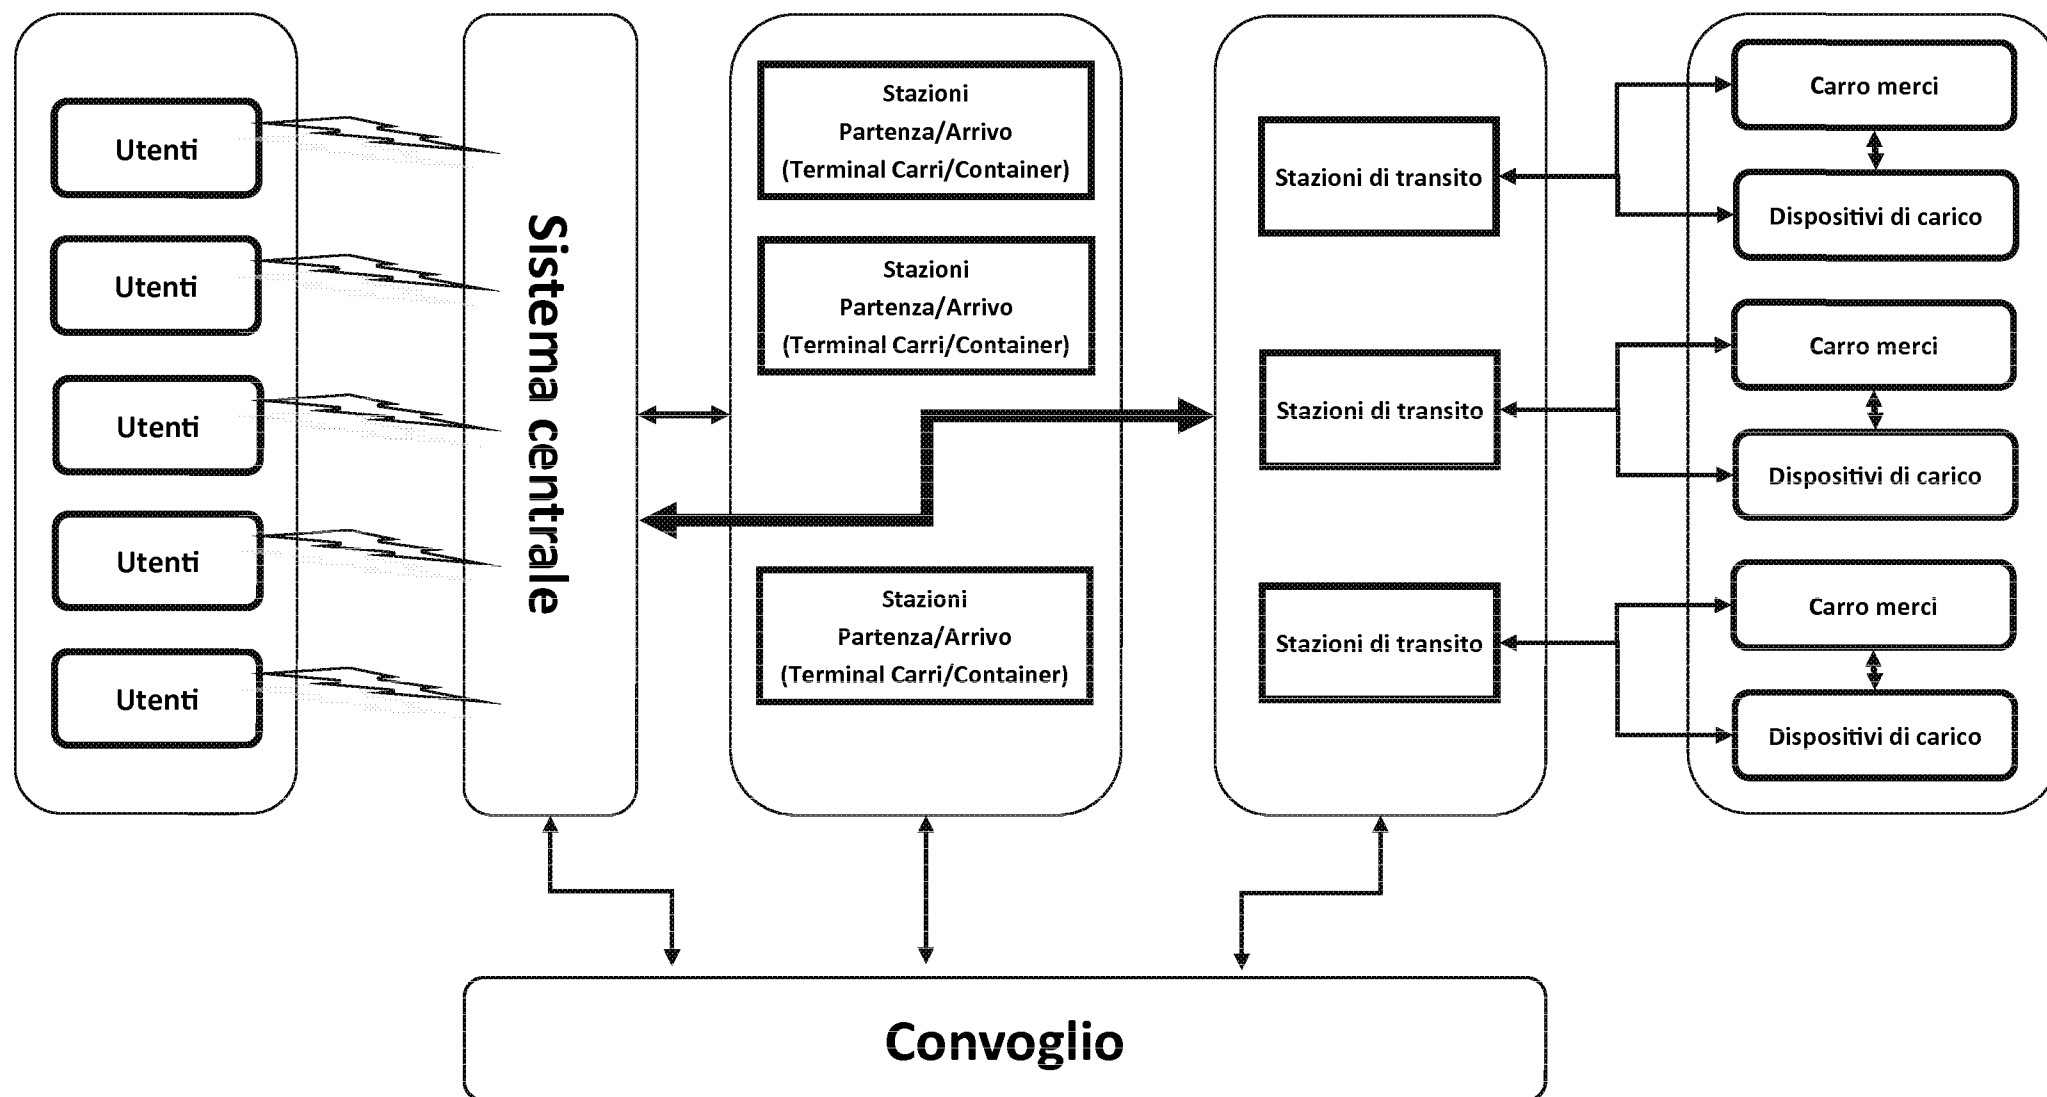 Utenti
Utenti
Utenti
Utenti
Utenti
Sistema centrale
Stazioni
Partenza/Arrivo
(Terminal Carri/Container)
Stazioni
Partenza/Arrivo
(Terminal Carri/Container)
Stazioni
Partenza/Arrivo
(Terminal Carri/Container)
Stazioni di transito
Stazioni di transito
Stazioni di transito
Carro merci
Dispositivi di carico
Carro merci
Dispositivi di carico
Carro merci
Dispositivi di carico
Convoglio